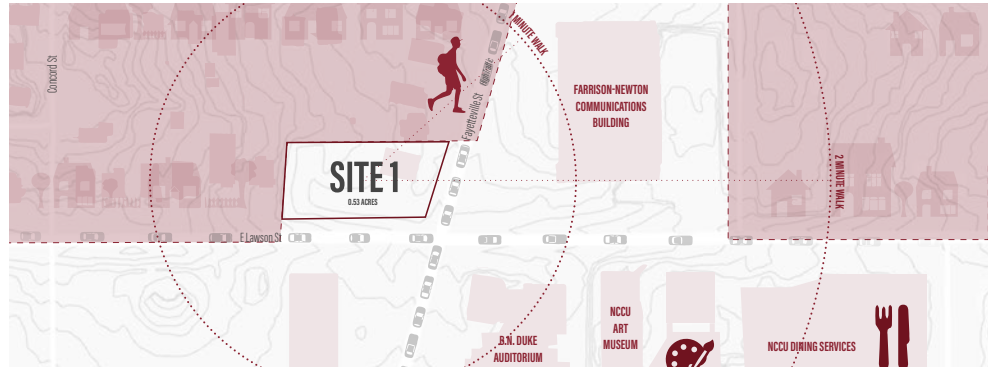 MINUTE WALK
Concord St
Fayetteville St
FARRISON-NEWTON
COMMUNICATIONS
BUILDING
SITE 1
0.53 ACRES
2 MINUTE WALK
E Lawson St
NCCU
ART
MUSEUM
B.N. DUKE
AUDITORIUM
NCCU DINING SERVICES